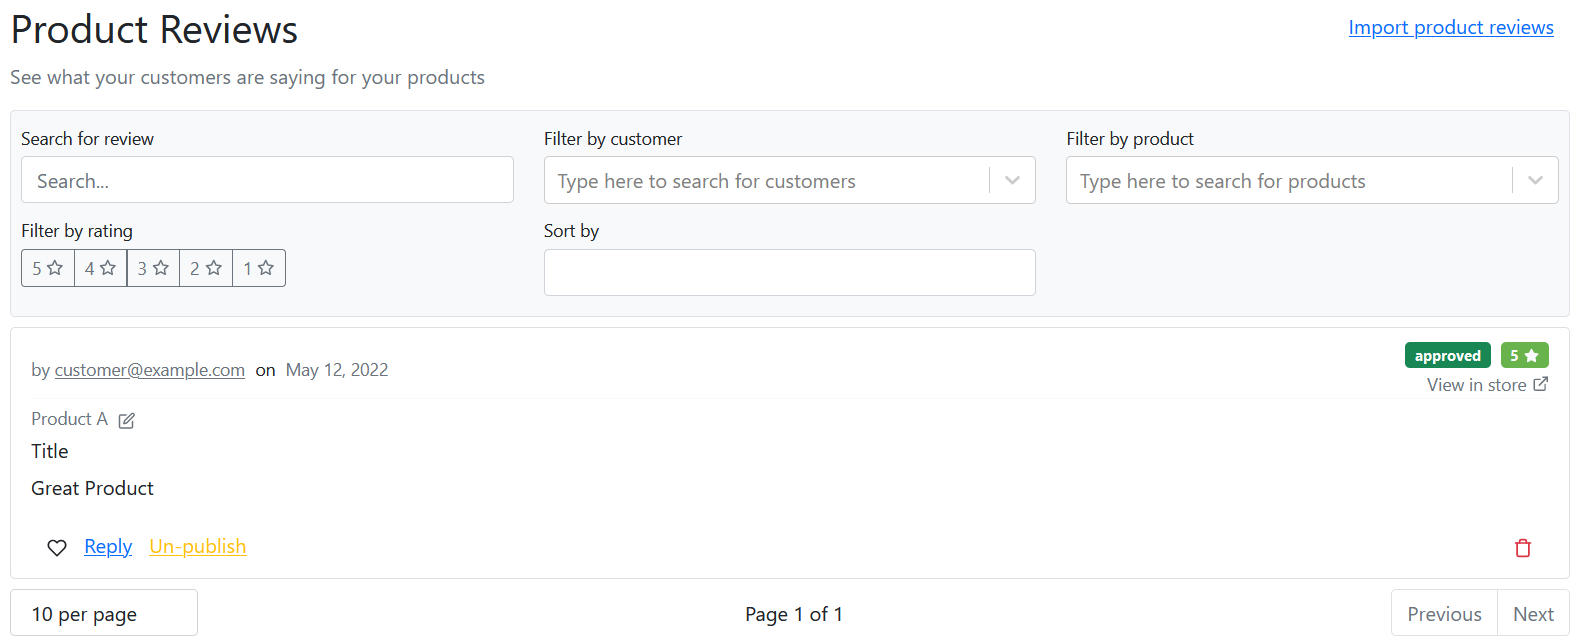 Product Reviews
Import product reviews
See what your customers are saying for your products
Search for review
Filter by customer
Filter by product
Search...
Type here to search for customers
Type here to search for products
Filter by rating
Sort by
5 4 3 2 1
by customer@example.com on May 12, 2022
approved 5
View in store
Product A
Title
Great Product
Reply Un-publish
10 per page
Page 1 of 1
Previous Next